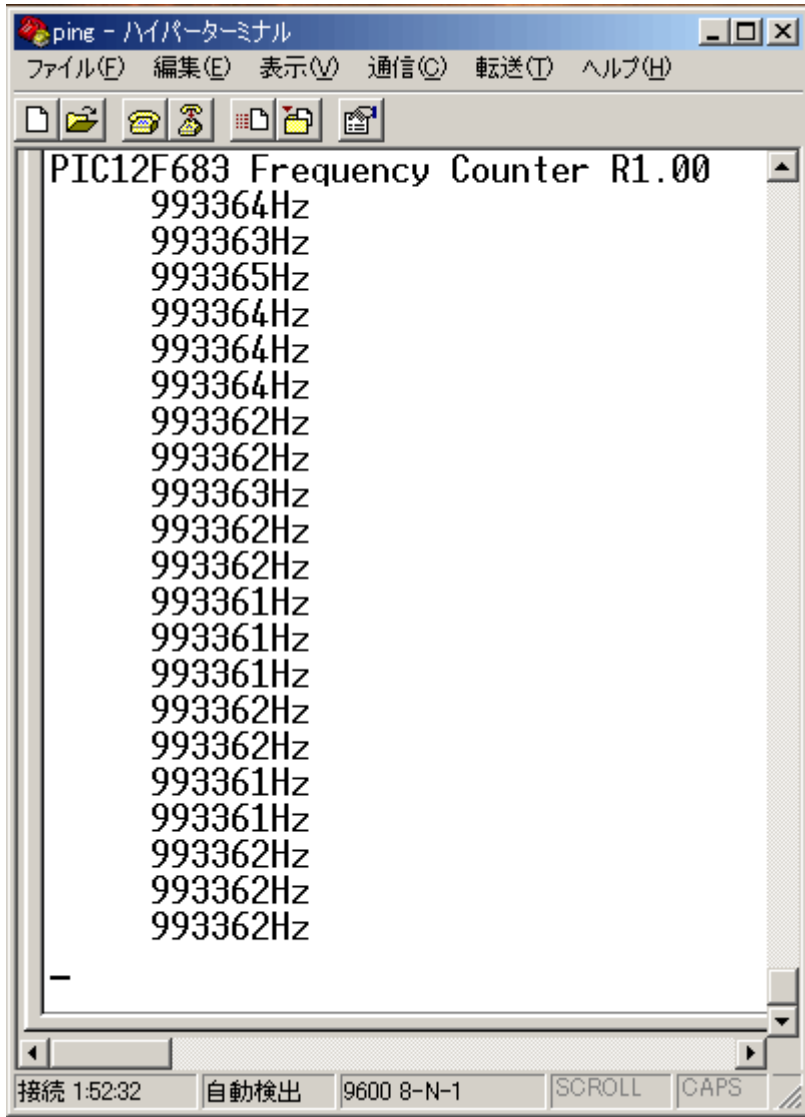 ping - ハイパーターミナル
ファイル(F) 編集(E) 表示(V) 通信(C) 転送(T) ヘルプ(H)
PIC12F683 Frequency Counter R1.00
993364Hz
993363Hz
993365Hz
993364Hz
993364Hz
993364Hz
993362Hz
993362Hz
993363Hz
993362Hz
993362Hz
993361Hz
993361Hz
993361Hz
993362Hz
993362Hz
993361Hz
993361Hz
993362Hz
993362Hz
993362Hz
接続 1:52:32 自動検出 9600 8-N-1 SCROLL CAPS